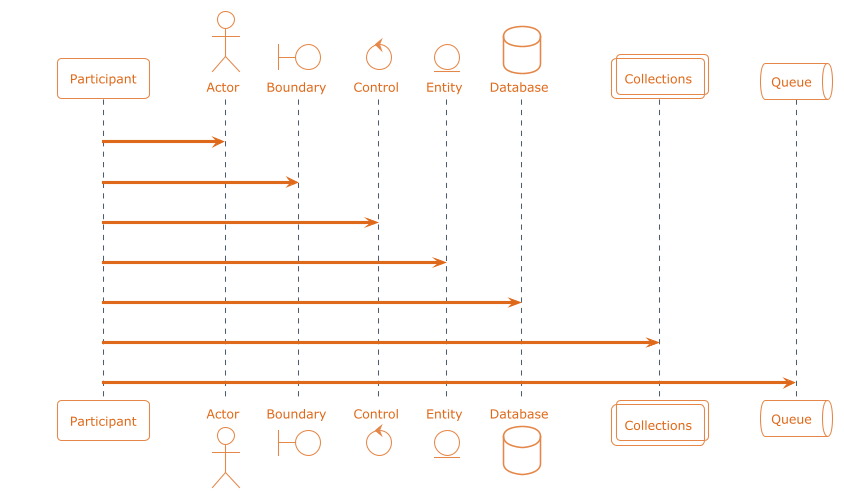 Participant
Actor
Boundary
Control
Entity
Database
Collections
Queue
Participant
Actor
Boundary
Control
Entity
Database
Collections
Queue